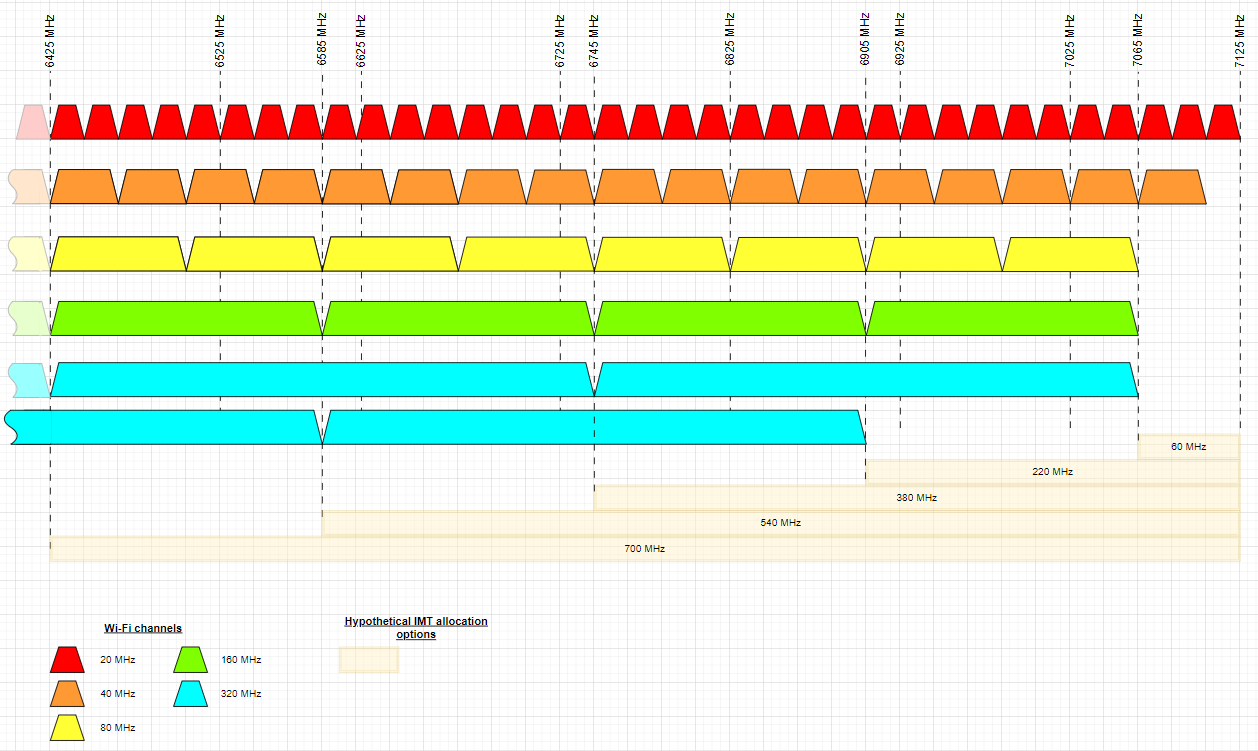 6425 MHz
6525 MHz
6585 MHz
6625 MHz
6725 MHz
6745 MHz
6825 MHz
6905 MHz
6925 MHz
7025 MHz
7065 MHz
7125 MHz
60 MHz
220 MHz
380 MHz
540 MHz
700 MHz
Wi-Fi channels
20 MHz
160 MHz
40 MHz
320 MHz
80 MHz
Hypothetical IMT allocation
options